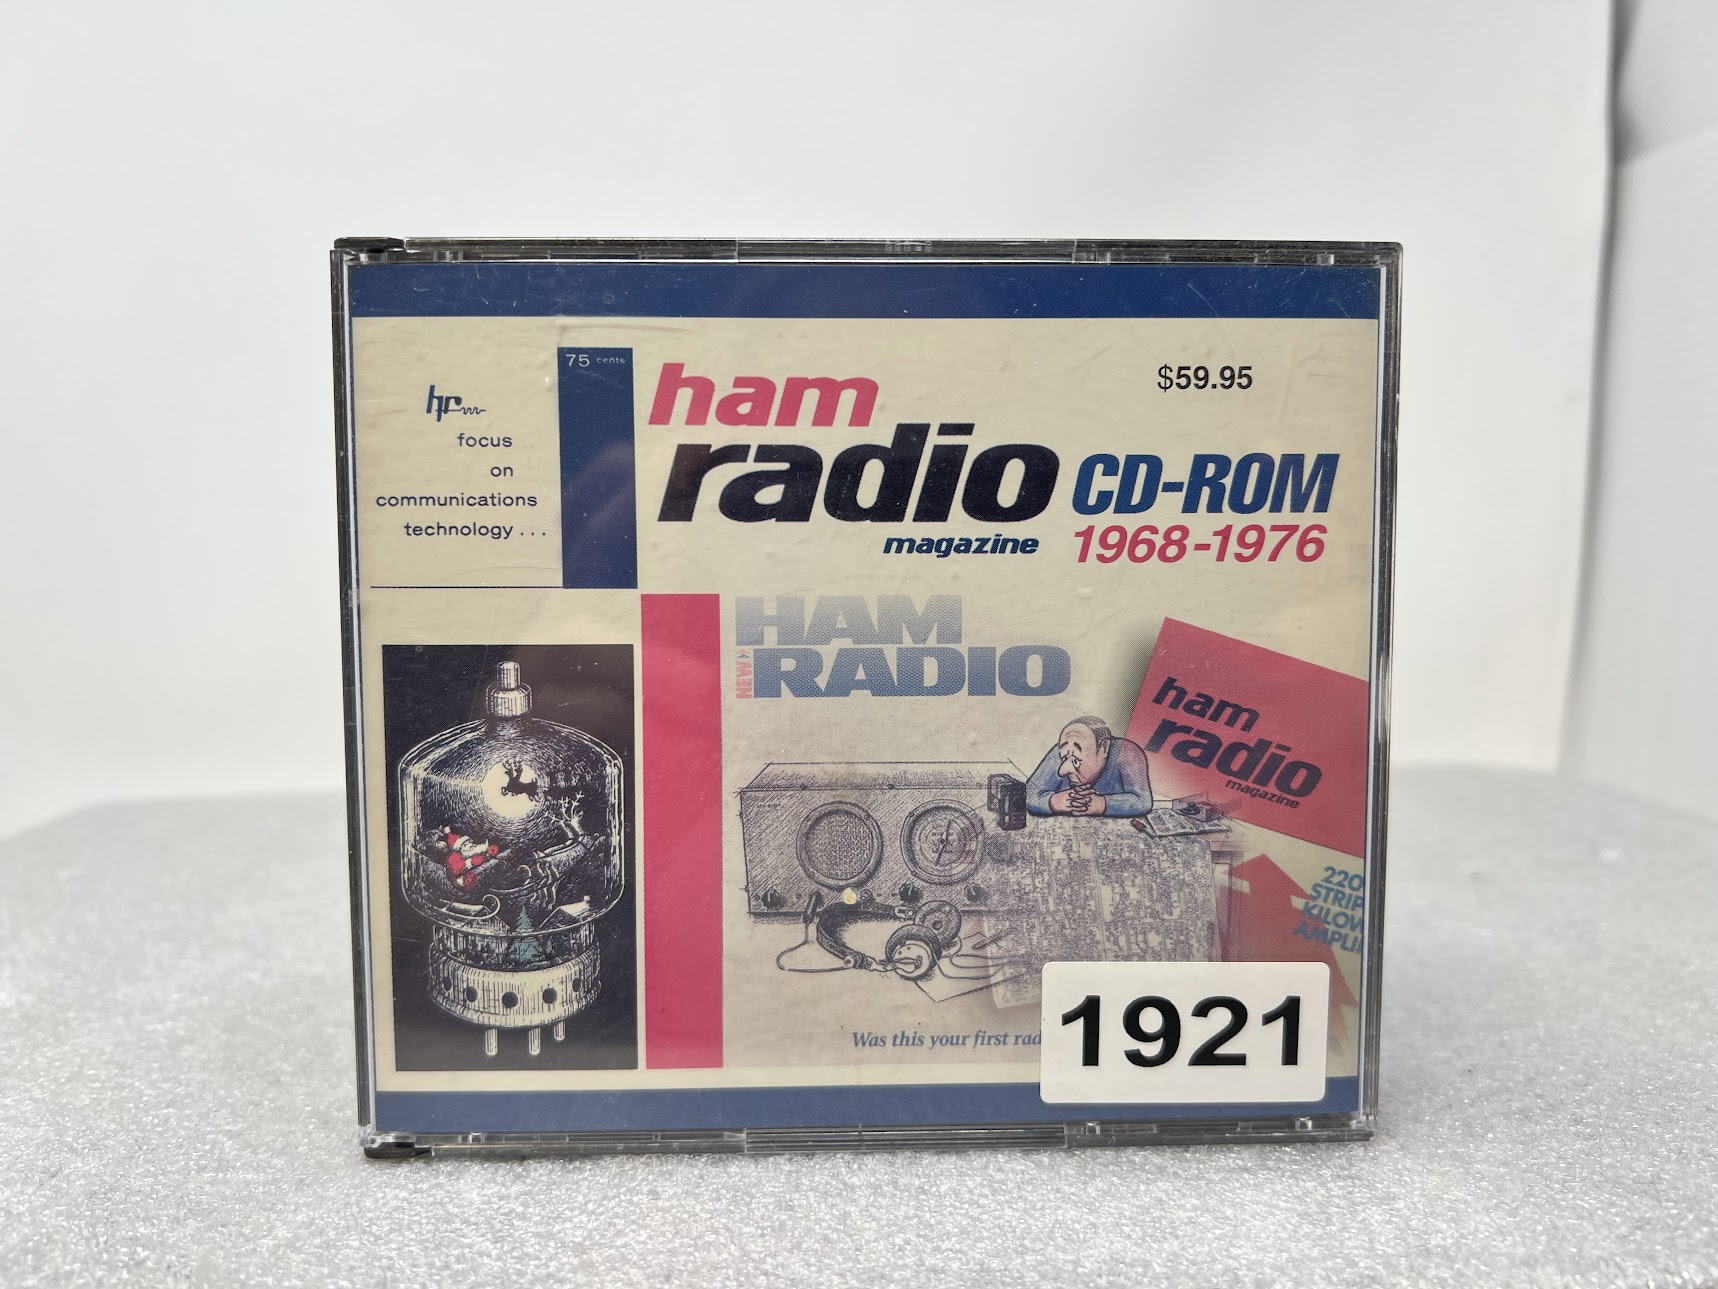 75 cents
hr
focus
on
communications
technology...
ham
radio
magazine
$59.95
CD-ROM
1968-1976
HAM
NEW RADIO
ham
radio
magazine
220
STRIP
KILOW
AMPLI
Was this your first rad
1921